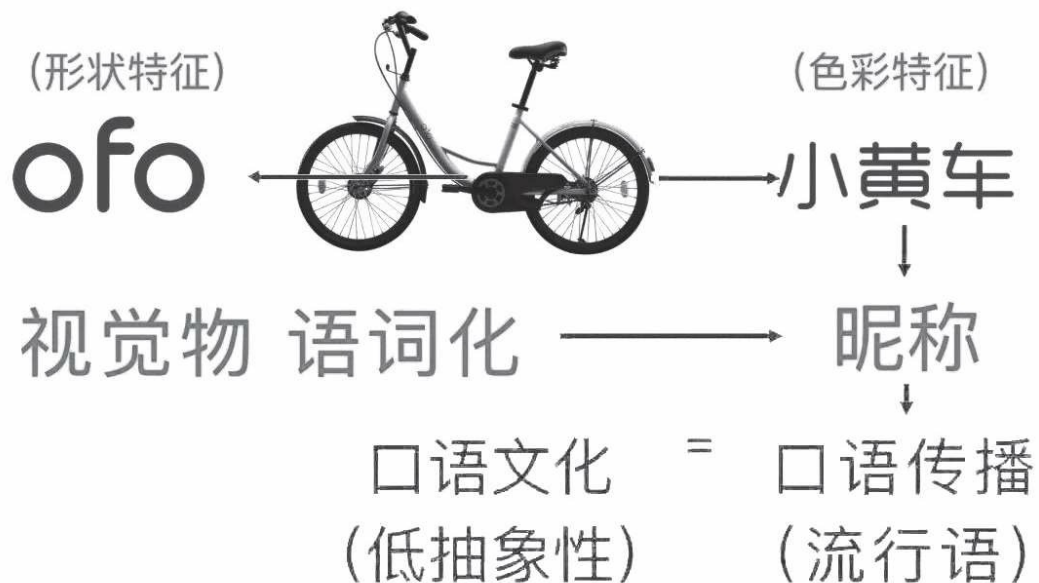 (形状特征) (色彩特征)
ofo 小黄车
视觉物 语词化 昵称
口语文化 = 口语传播
(低抽象性) (流行语)